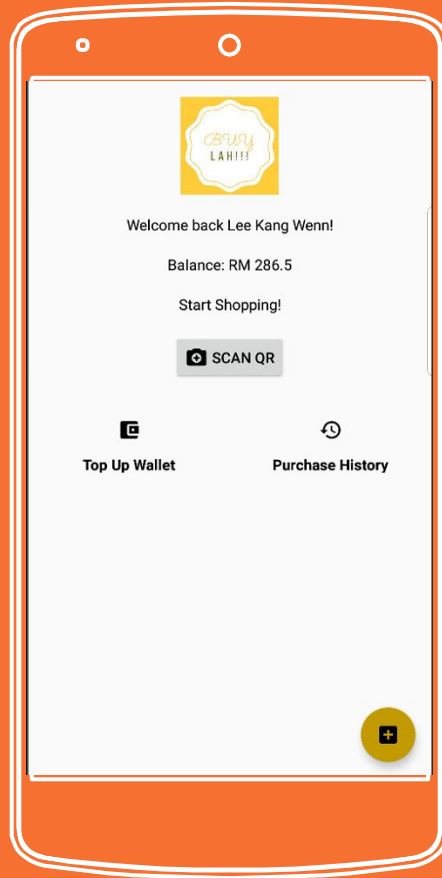 BUY
LAH!!!
Welcome back Lee Kang Wenn!
Balance: RM 286.5
Start Shopping!
SCAN QR
Top Up Wallet Purchase History